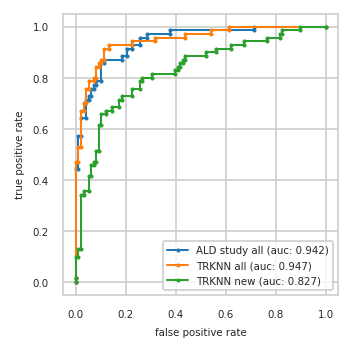 1.0
0.8
0.6
0.4
0.2
0.0
true positive rate
ALD study all (auc: 0.942)
TRKNN all (auc: 0.947)
TRKNN new (auc: 0.827)
0.0 0.2 0.4 0.6 0.8 1.0
false positive rate